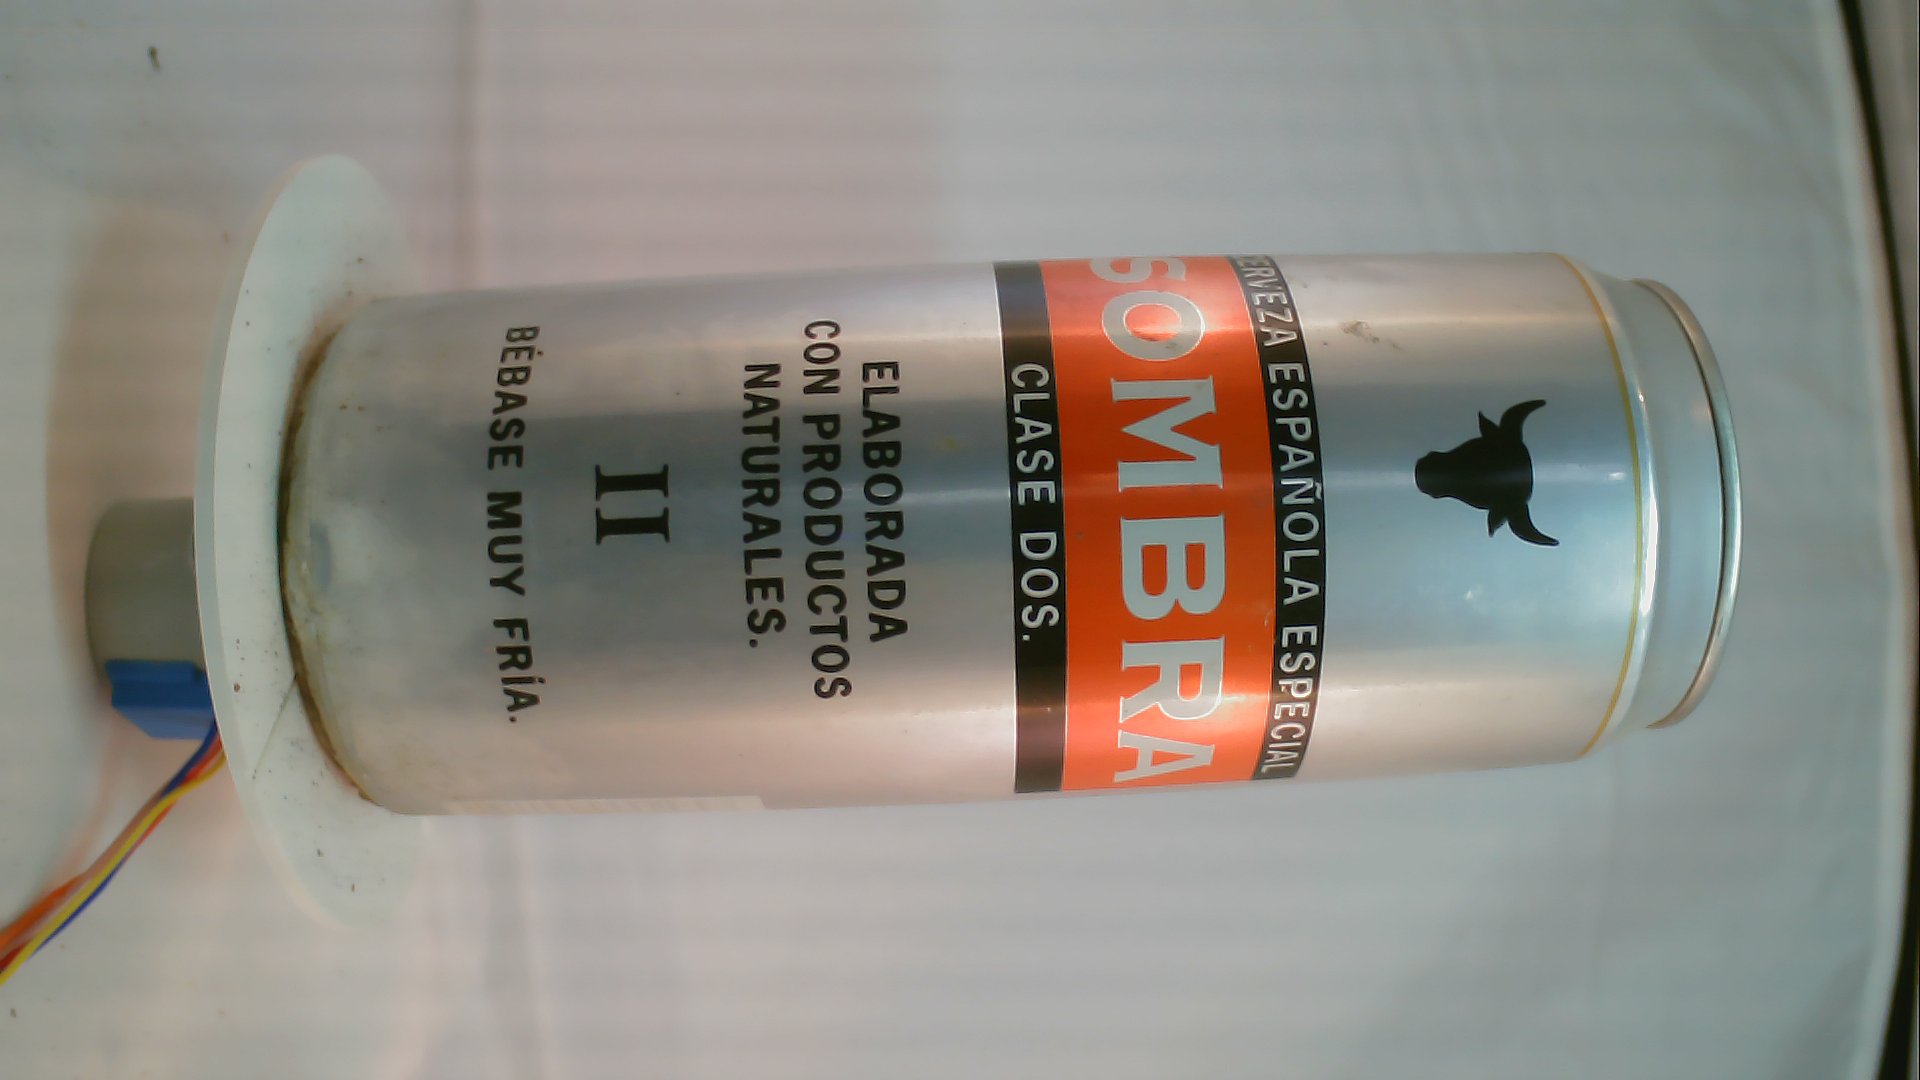 CERVEZA ESPAÑOLA ESPECIAL
SOMBRA
CLASE DOS.
ELABORADA
CON PRODUCTOS
NATURALES.
II
BÉBASE MUY FRÍA.